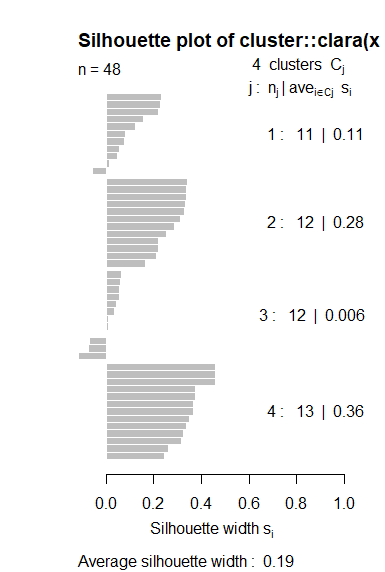 Silhouette plot of cluster::clara(x
n = 48
4 clusters Cj
j : nj | avei∈Cj si
1 : 11 | 0.11
2 : 12 | 0.28
3 : 12 | 0.006
4 : 13 | 0.36
0.0 0.2 0.4 0.6 0.8 1.0
Silhouette width si
Average silhouette width : 0.19